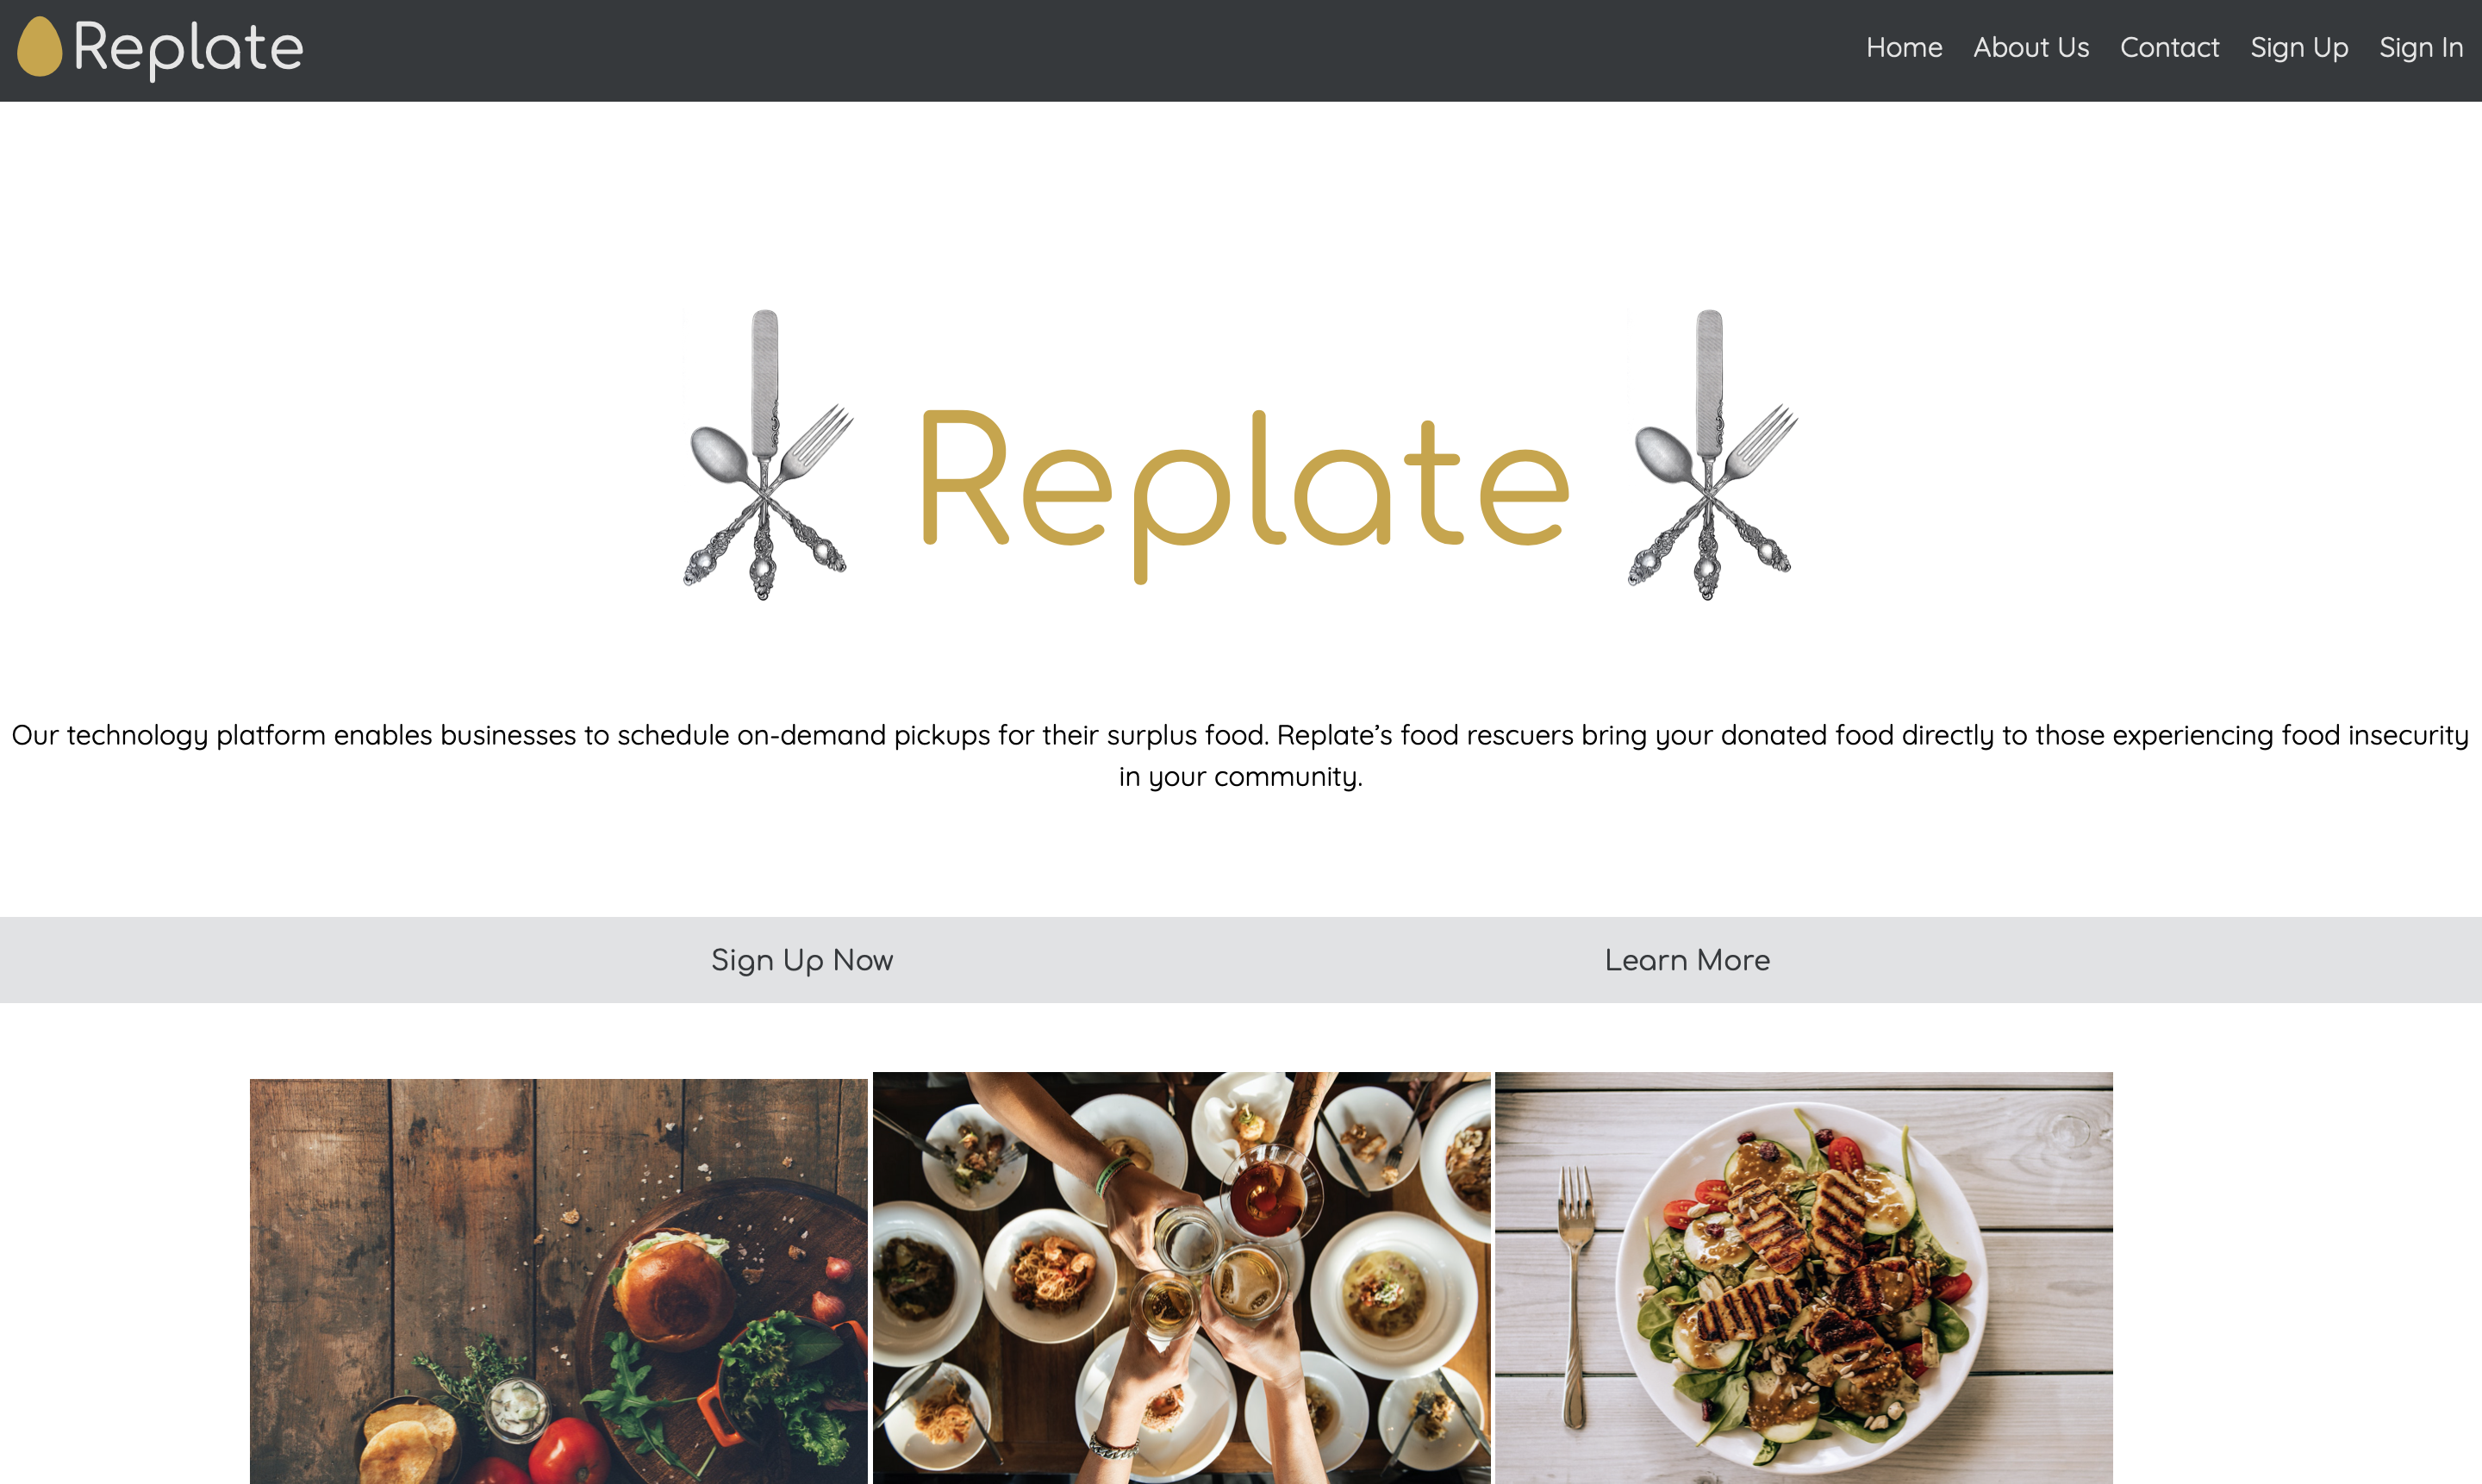 Replate
Home About Us Contact Sign Up Sign In
Replate
Our technology platform enables businesses to schedule on-demand pickups for their surplus food. Replate’s food rescuers bring your donated food directly to those experiencing food insecurity
in your community.
Sign Up Now Learn More